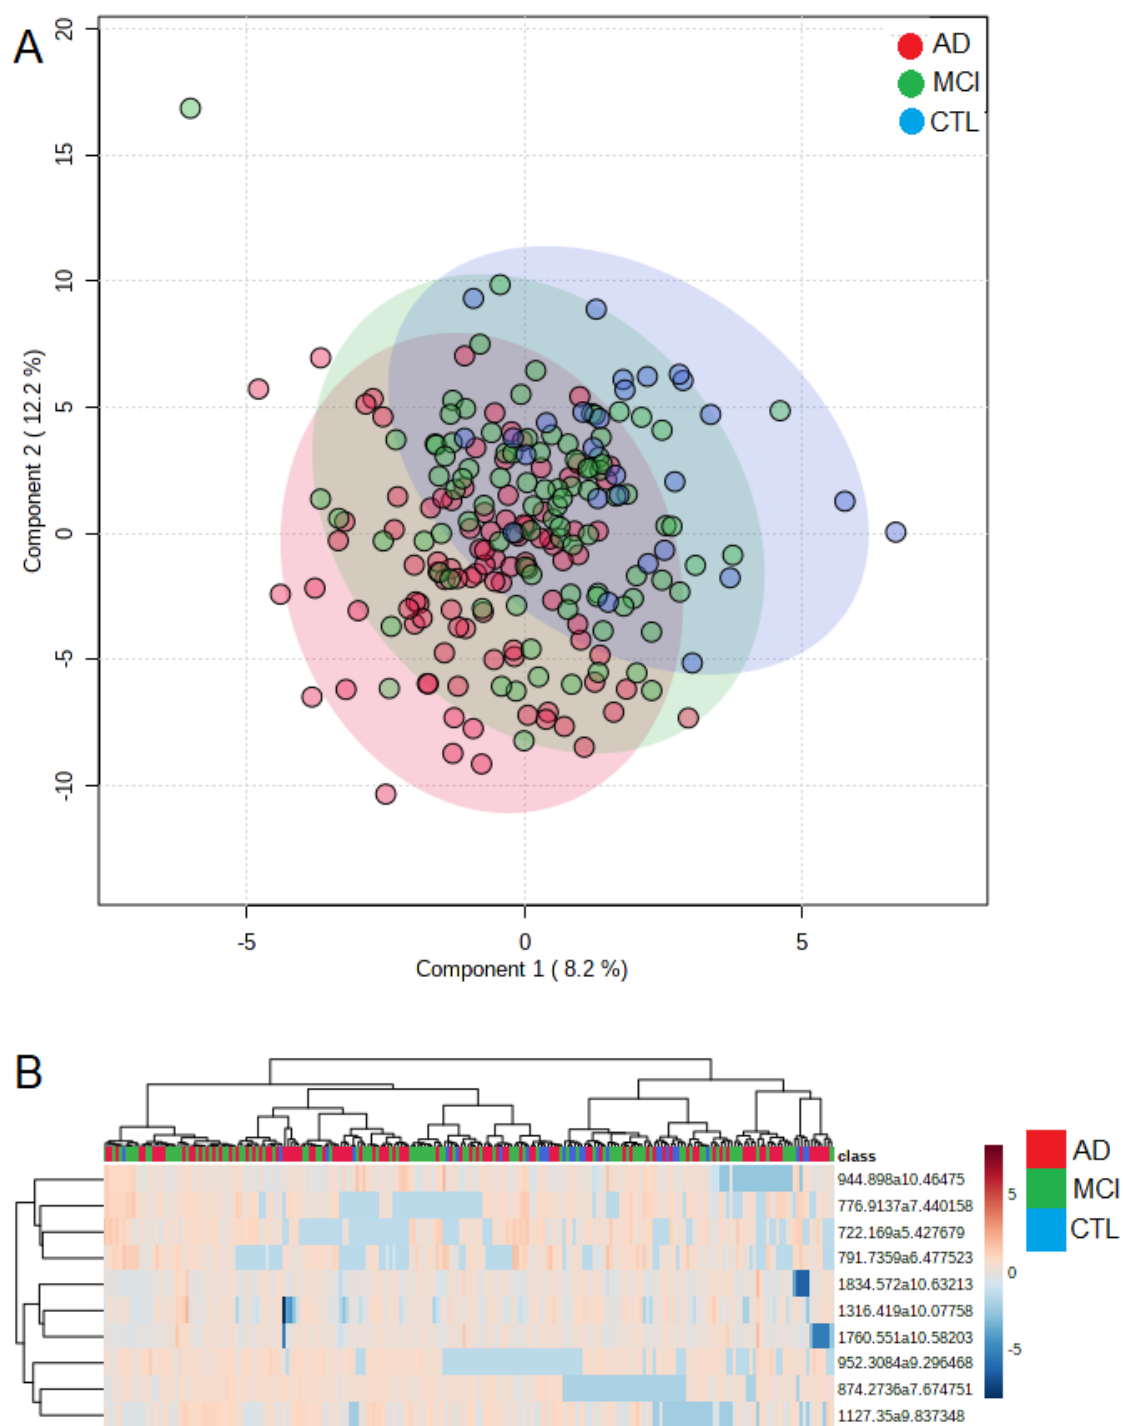 A
AD
MCI
CTL
20
15
10
5
0
-5
-10
Component 2 ( 12.2 %)
-5
0
5
Component 1 ( 8.2 %)
B
class
944.898a10.46475
776.9137a7.440158
722.169a5.427679
791.7359a6.477523
1834.572a10.63213
1316.419a10.07758
1760.551a10.58203
952.3084a9.296468
874.2736a7.674751
1127.35a9.837348
5
0
-5
AD
MCI
CTL